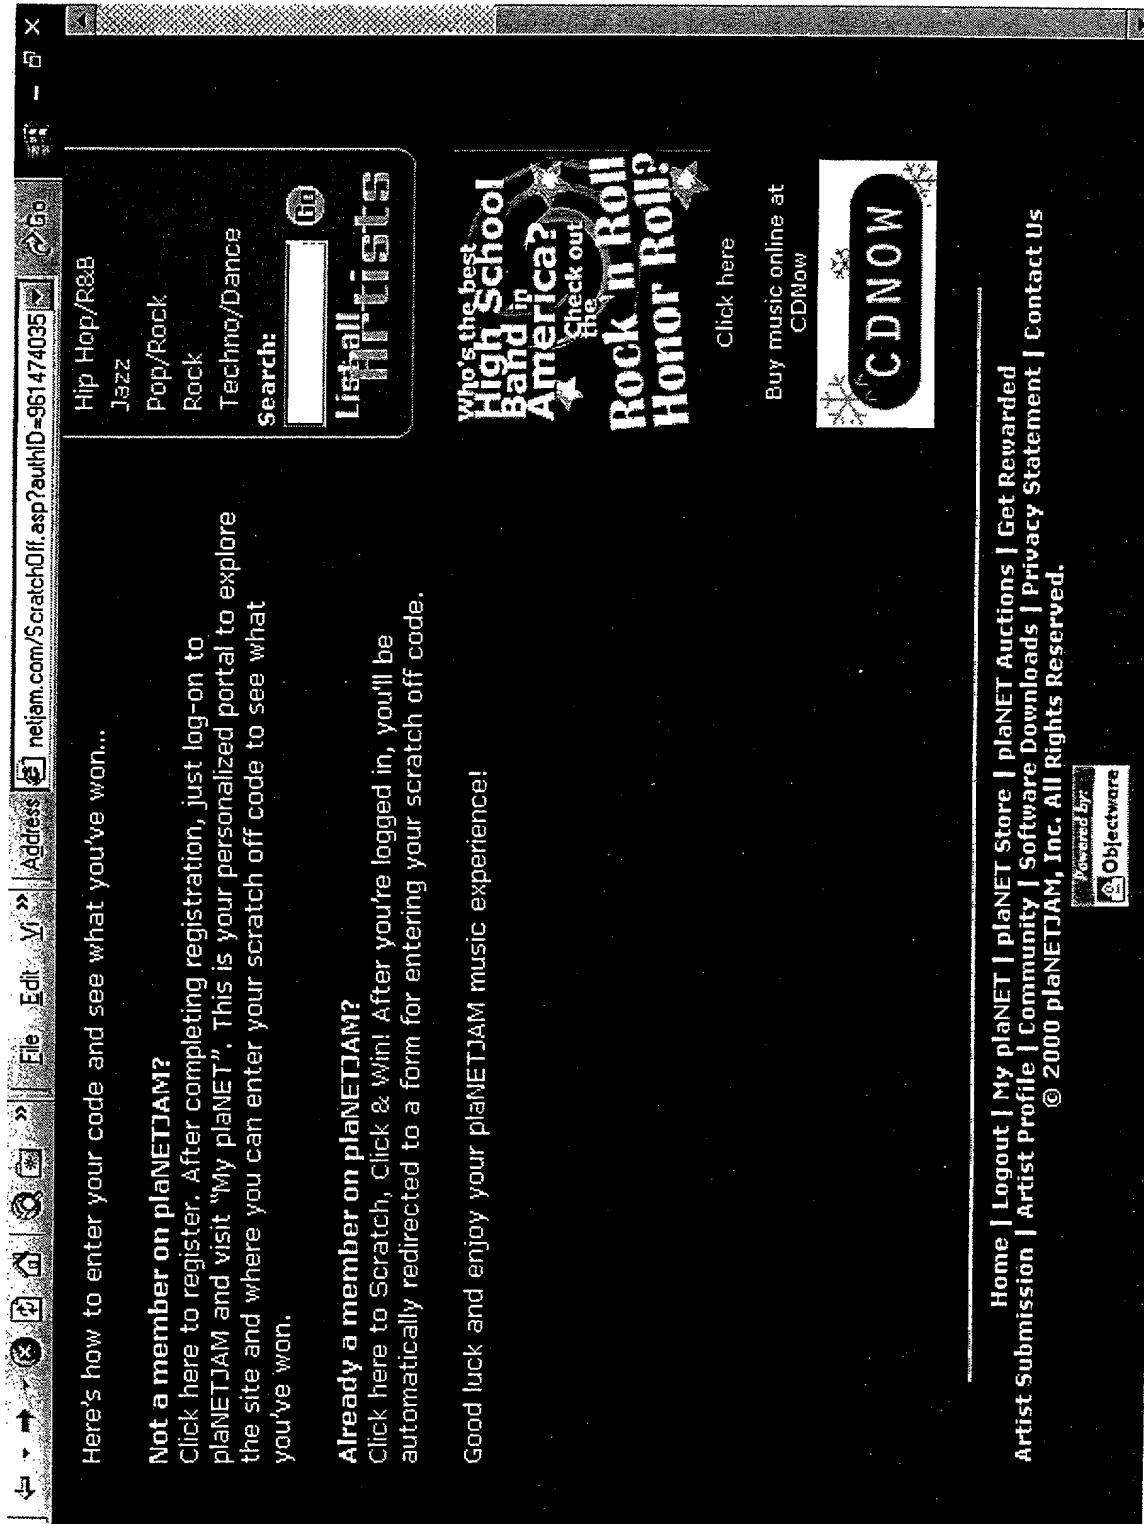 File Edit Vi » Address netjam.com/ScratchOff.asp?authID=961474035 Go
Here's how to enter your code and see what you've won...
Not a member on plaNETJAM?
Click here to register. After completing registration, just log-on to
plaNETJAM and visit "My plaNET". This is your personalized portal to explore
the site and where you can enter your scratch off code to see what
you've won.
Already a member on plaNETJAM?
Click here to Scratch, Click & Win! After you're logged in, you'll be
automatically redirected to a form for entering your scratch off code.
Good luck and enjoy your plaNETJAM music experience!
Hip Hop/R&B
Jazz
Pop/Rock
Rock
Techno/Dance
Search:
Go
List all
Artists
Who's the best
High School
Band in
America?
Check out
the
Rock n Roll
Honor Roll?
Click here
Buy music online at
CDNow
CDNOW
Home | Logout | My plaNET | plaNET Store | plaNET Auctions | Get Rewarded
Artist Submission | Artist Profile | Community | Software Downloads | Privacy Statement | Contact Us
© 2000 plaNETJAM, Inc. All Rights Reserved.
Powered by:
Objectware